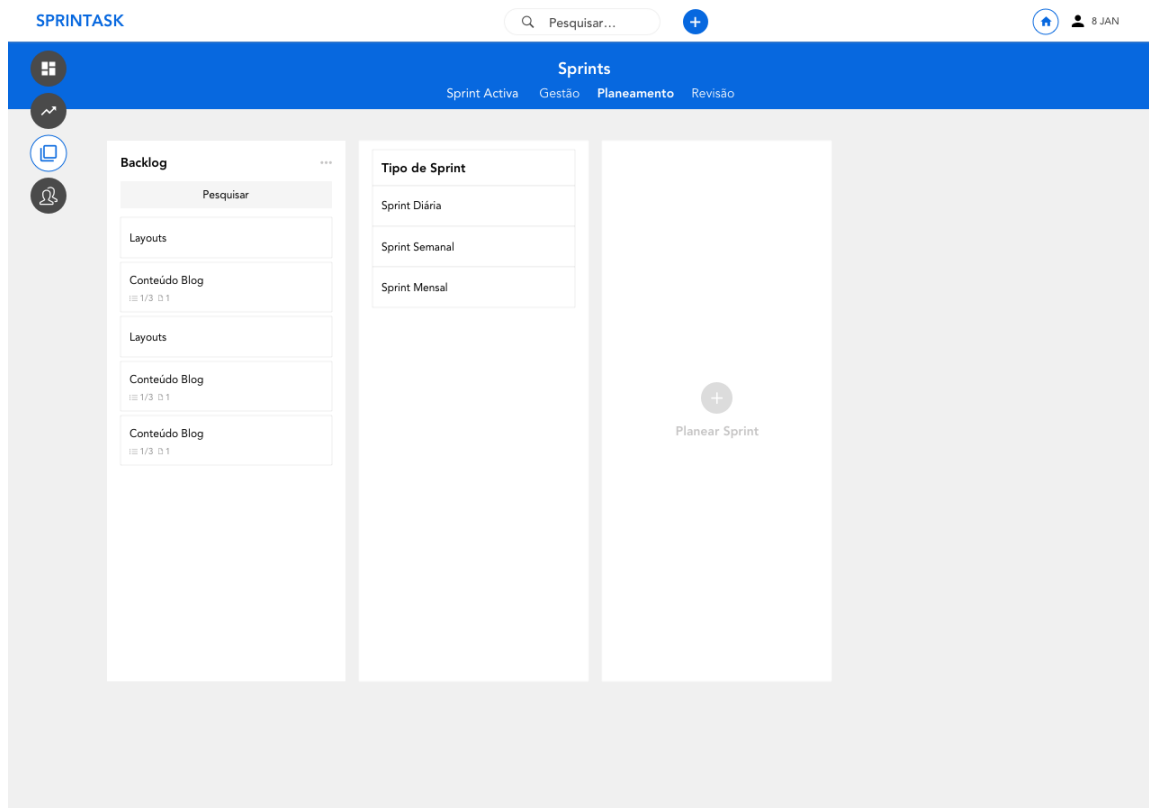 SPRINTASK
Pesquisar...
8 JAN
Sprints
Sprint Activa Gestão Planeamento Revisão
Backlog
Pesquisar
Layouts
Conteúdo Blog
1/3 1
Layouts
Conteúdo Blog
1/3 1
Conteúdo Blog
1/3 1
Tipo de Sprint
Sprint Diária
Sprint Semanal
Sprint Mensal
Planear Sprint